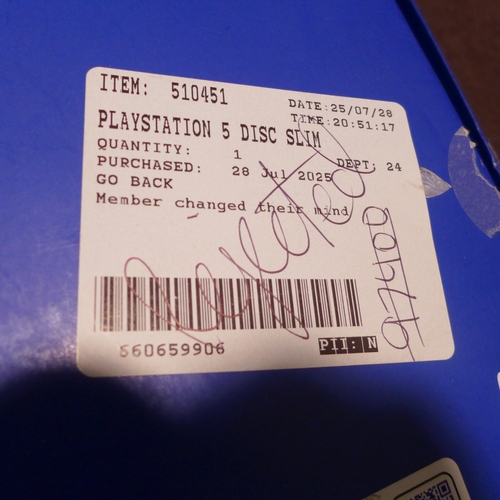 ITEM: 510451
DATE:25/07/28
TIME:20:51:17
PLAYSTATION 5 DISC SLIM
QUANTITY: 1
DEPT: 24
PURCHASED: 28 Jul 2025
GO BACK
Member changed their mind
560659906
PII: N